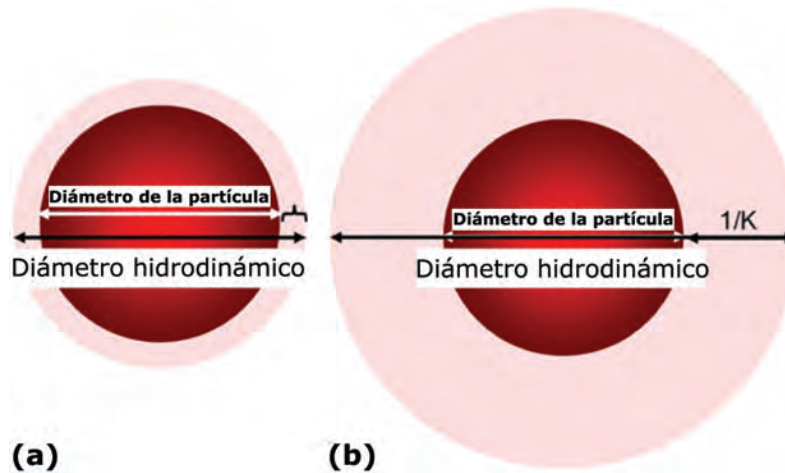 Diámetro de la partícula
Diámetro hidrodinámico
(a)
Diámetro de la partícula
1/K
Diámetro hidrodinámico
(b)